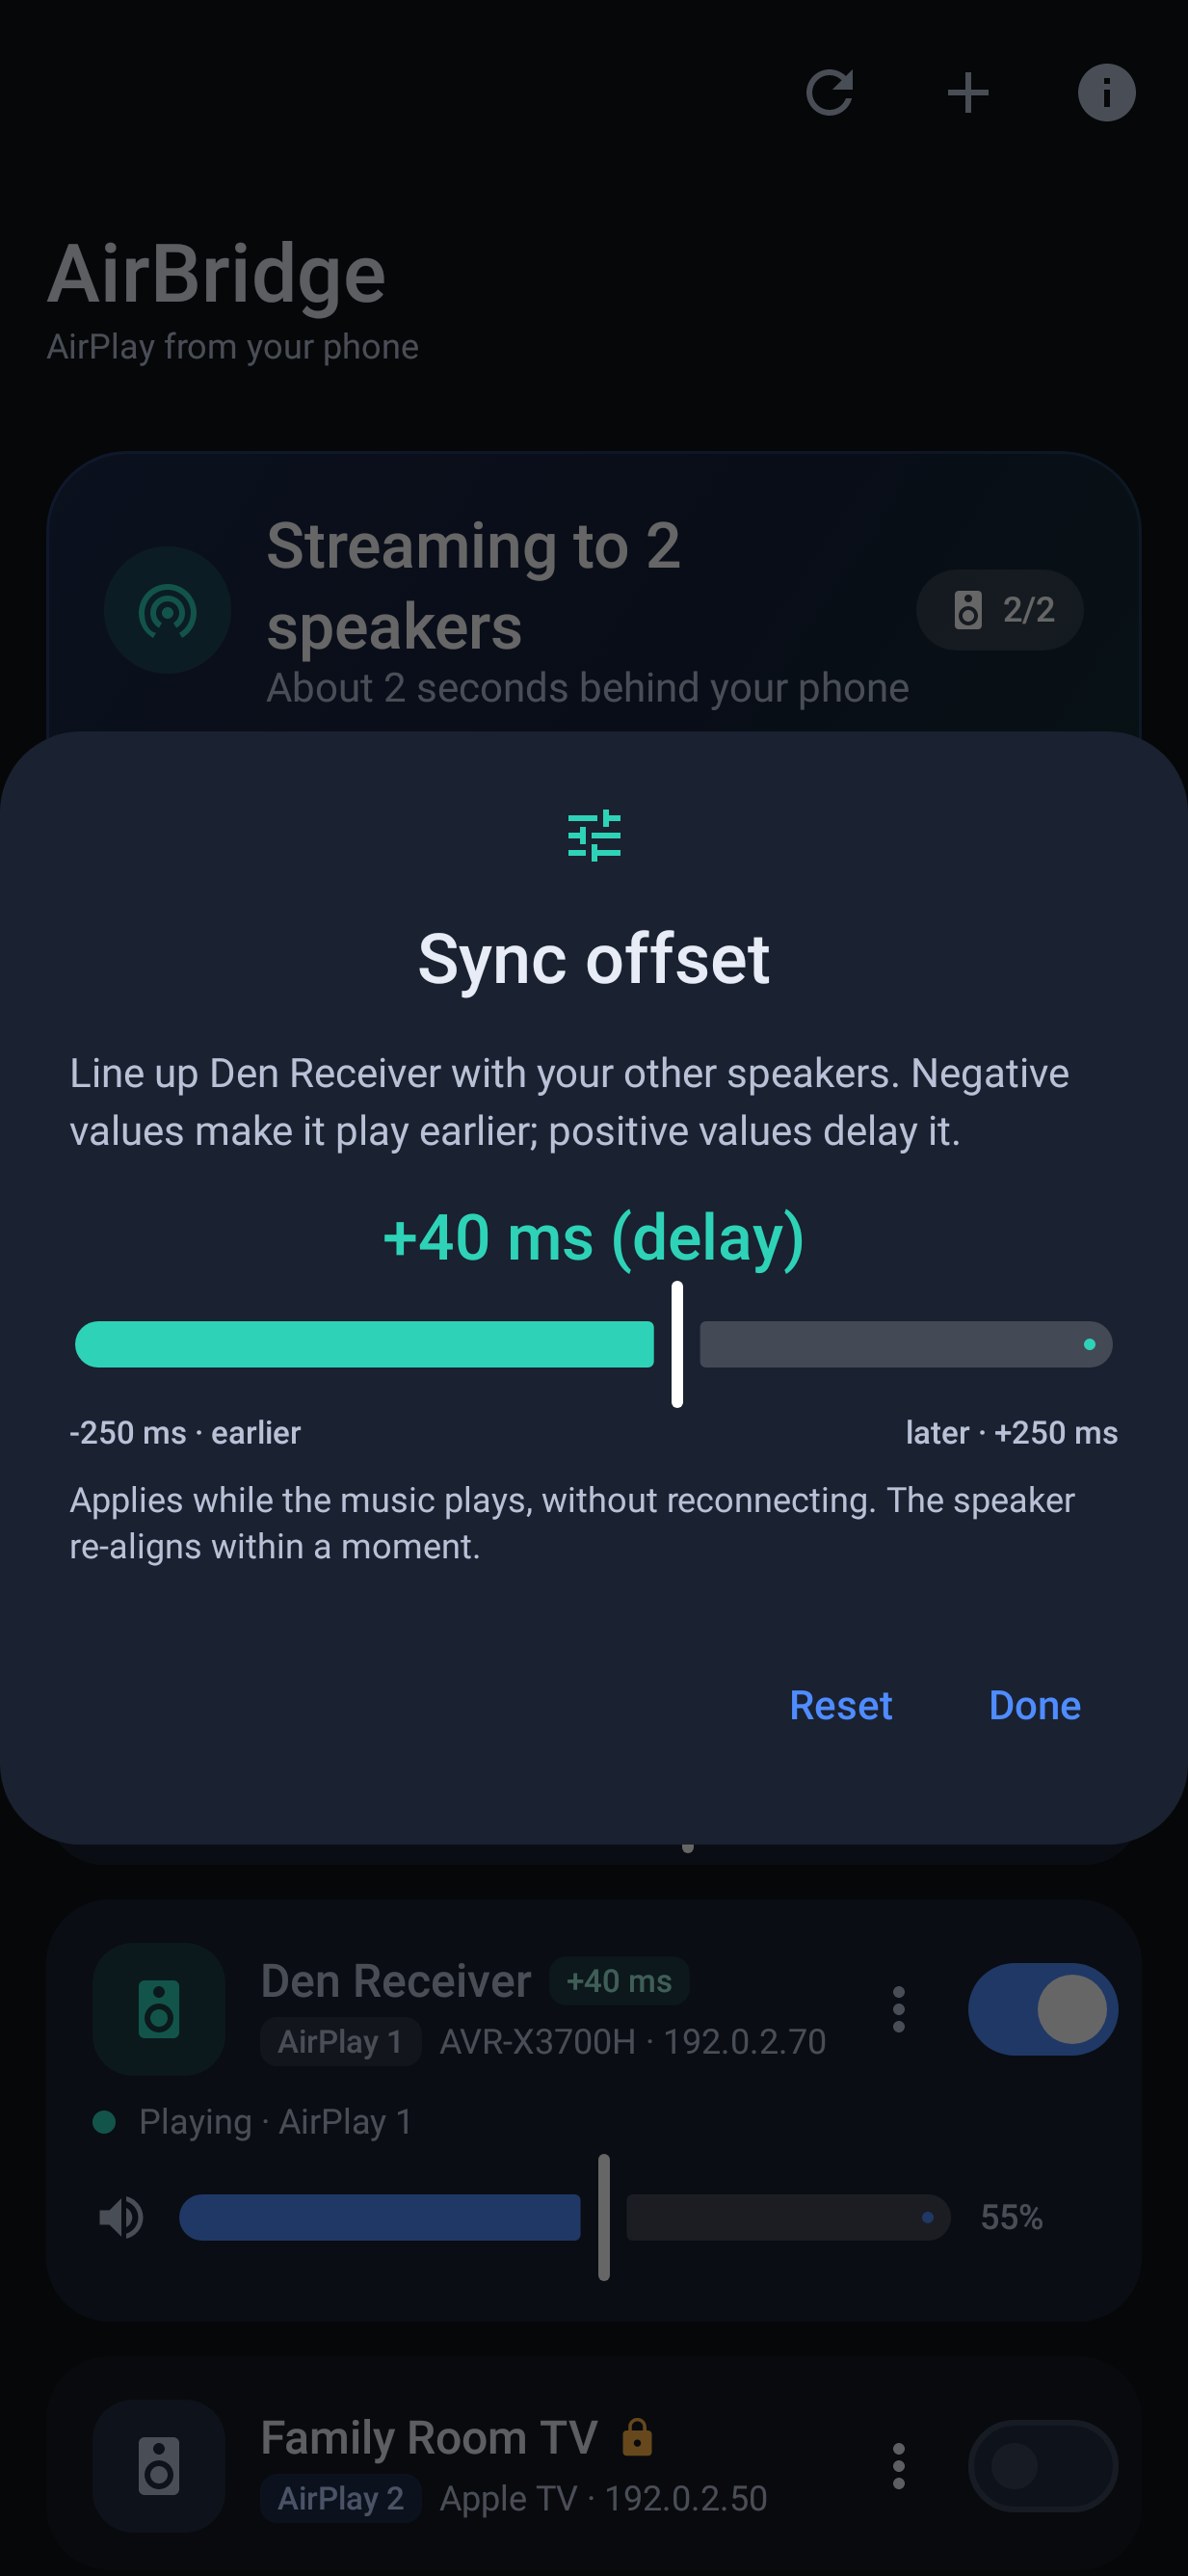 AirBridge
AirPlay from your phone
Streaming to 2
speakers
2/2
About 2 seconds behind your phone
Sync offset
Line up Den Receiver with your other speakers. Negative
values make it play earlier; positive values delay it.
+40 ms (delay)
-250 ms · earlier
later · +250 ms
Applies while the music plays, without reconnecting. The speaker
re-aligns within a moment.
Reset
Done
Den Receiver
+40 ms
AirPlay 1
AVR-X3700H · 192.0.2.70
Playing · AirPlay 1
55%
Family Room TV
AirPlay 2
Apple TV · 192.0.2.50